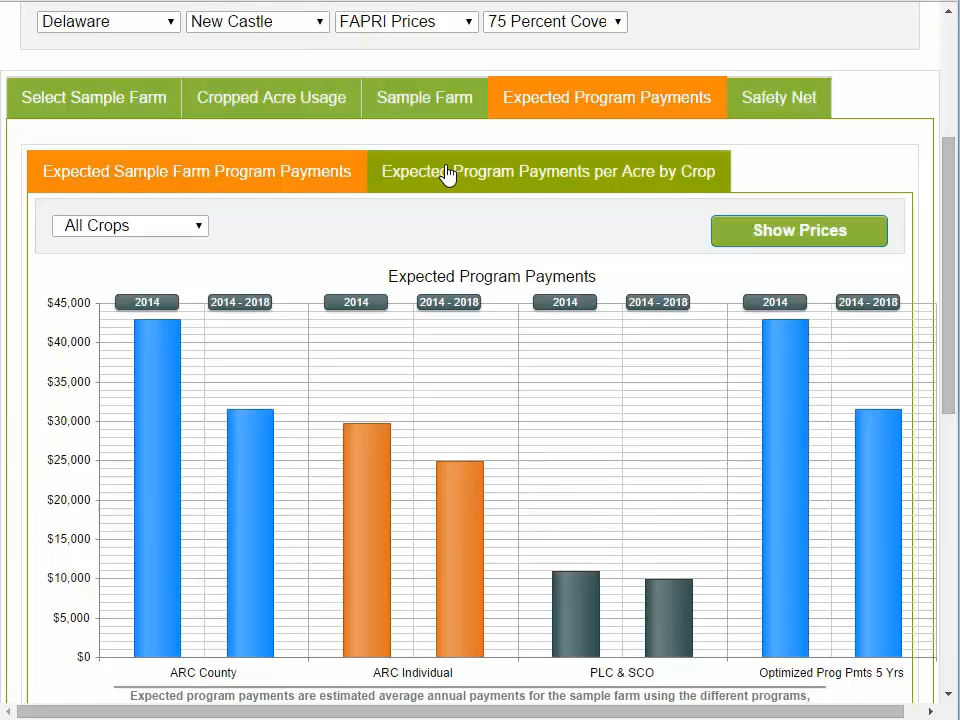 Delaware New Castle FAPRI Prices 75 Percent Cove
Select Sample Farm Cropped Acre Usage Sample Farm Expected Program Payments Safety Net
Expected Sample Farm Program Payments Expected Program Payments per Acre by Crop
All Crops Show Prices
Expected Program Payments
2014 2014 - 2018 2014 2014 - 2018 2014 2014 - 2018 2014 2014 - 2018
$45,000
$40,000
$35,000
$30,000
$25,000
$20,000
$15,000
$10,000
$5,000
$0
ARC County ARC Individual PLC & SCO Optimized Prog Pmts 5 Yrs
Expected program payments are estimated average annual payments for the sample farm using the different programs,